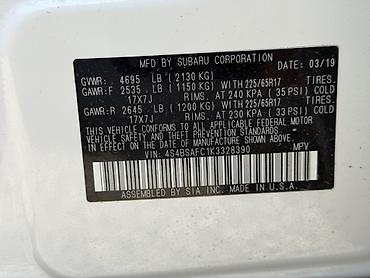 MFD BY SUBARU CORPORATION DATE: 03/19
GVWR: 4695 LB (2130 KG)
GAWR:F 2535 LB (1150 KG) WITH 225/65R17 TIRES.
17X7J RIMS AT 240 KPA (35 PSI) COLD
GAWR:R 2645 LB (1200 KG) WITH 225/65R17 TIRES.
17X7J RIMS AT 230 KPA (33 PSI) COLD
THIS VEHICLE CONFORMS TO ALL APPLICABLE FEDERAL MOTOR
VEHICLE SAFETY AND BUMPER STANDARDS IN EFFECT
ON THE DATE OF MANUFACTURE SHOWN ABOVE.
VIN: 4S4BSAFC1K3328390 MPV
ASSEMBLED BY SIA INC. MADE IN U.S.A.